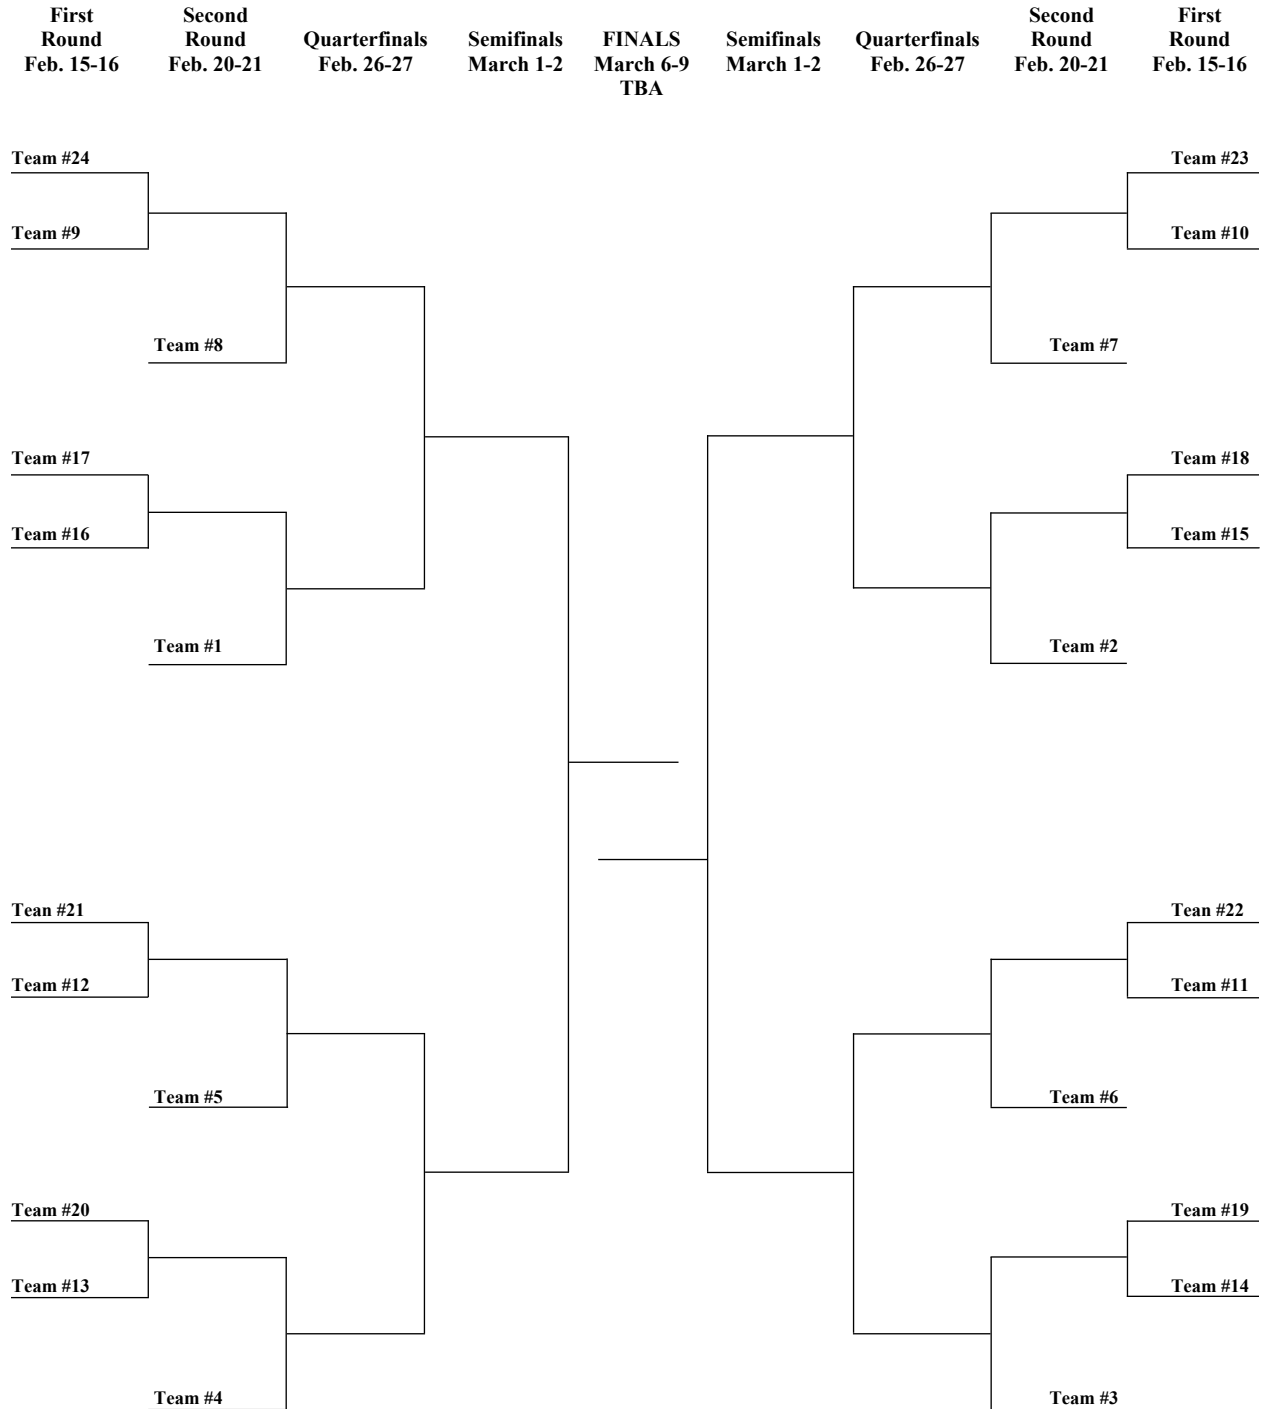 First
Round
Feb. 15-16
Second
Round
Feb. 20-21
Quarterfinals
Feb. 26-27
Semifinals
March 1-2
FINALS
March 6-9
TBA
Semifinals
March 1-2
Quarterfinals
Feb. 26-27
Second
Round
Feb. 20-21
First
Round
Feb. 15-16
Team #24
Team #23
Team #9
Team #10
Team #8
Team #7
Team #17
Team #18
Team #16
Team #15
Team #1
Team #2
Tean #21
Tean #22
Team #12
Team #11
Team #5
Team #6
Team #20
Team #19
Team #13
Team #14
Team #4
Team #3